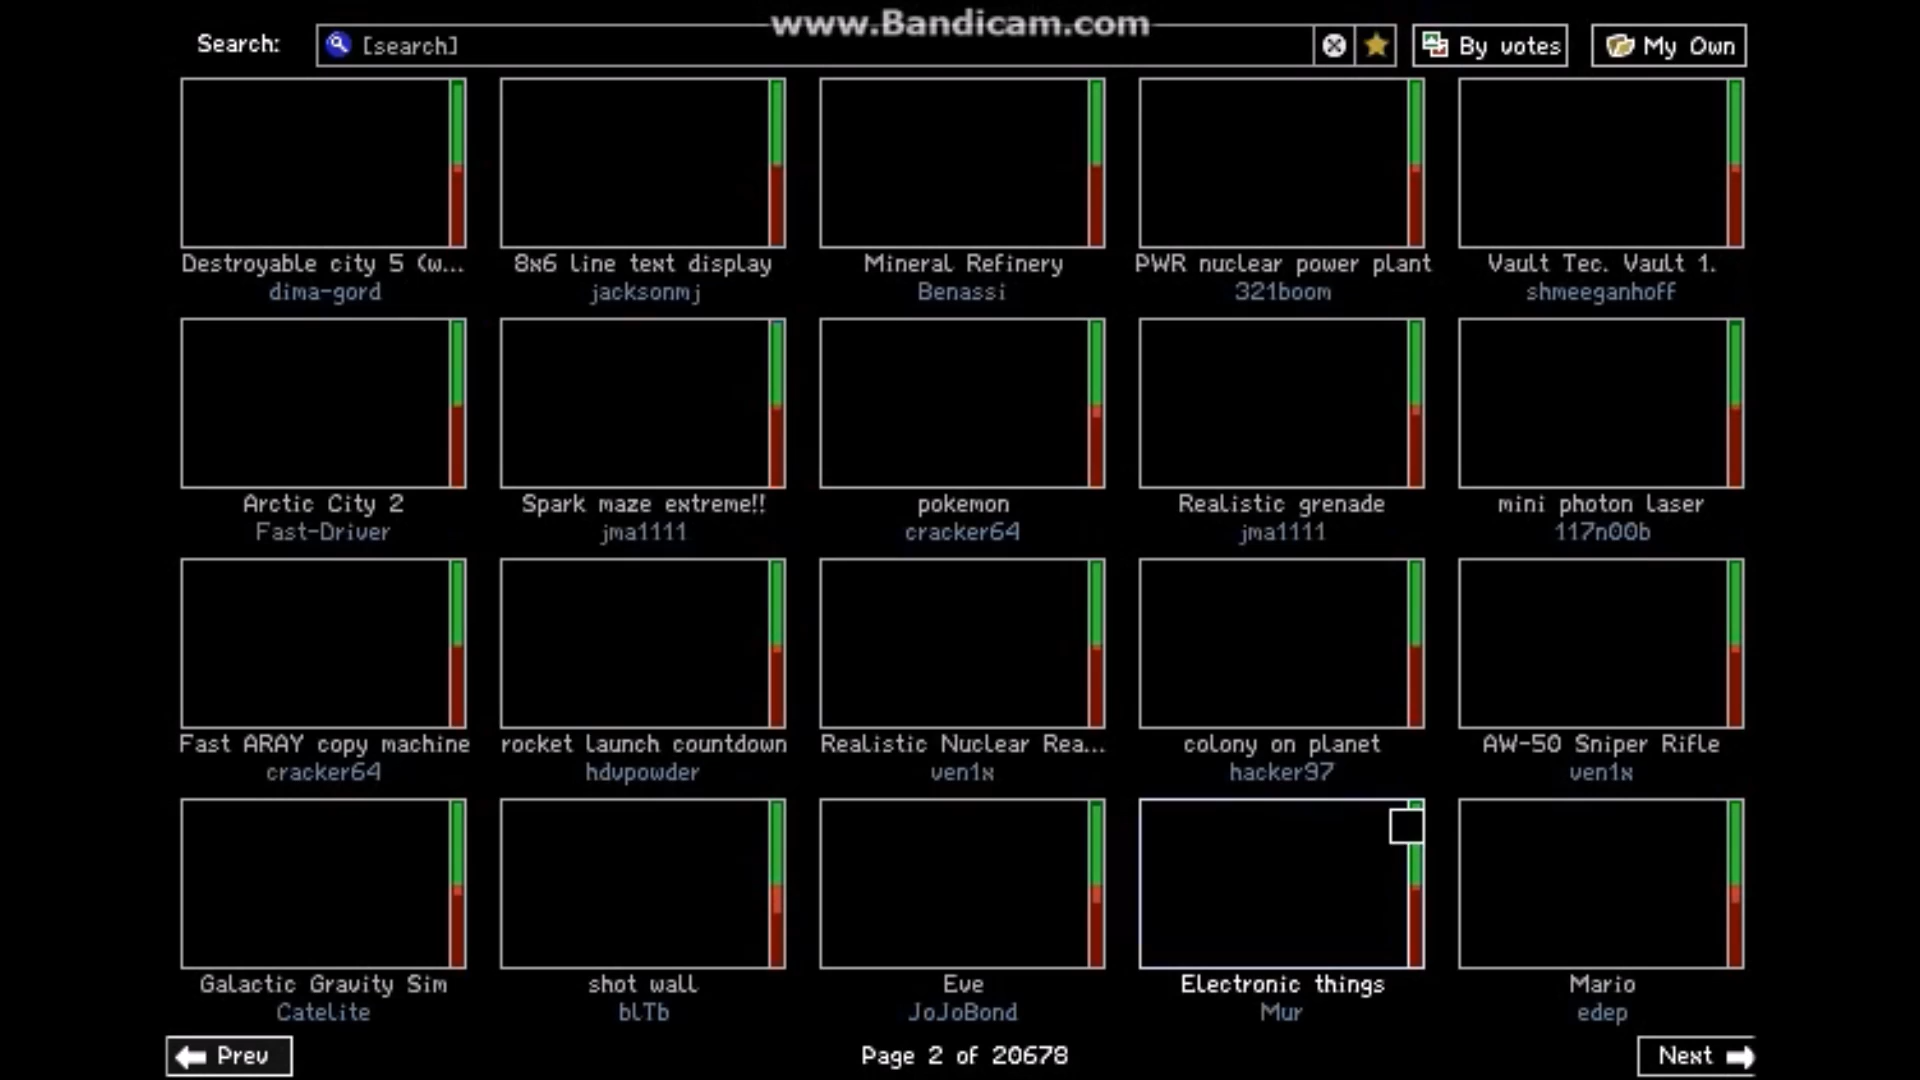 www.Bandicam.com
Search: [search] By votes My Own
Destroyable city 5 (w... 8x6 line text display Mineral Refinery PWR nuclear power plant Vault Tec. Vault 1.
dima-gord jacksonmj Benassi 321boom shmeeganhoff
Arctic City 2 Spark maze extreme!! pokemon Realistic grenade mini photon laser
Fast-Driver jma1111 cracker64 jma1111 117n00b
Fast ARAY copy machine rocket launch countdown Realistic Nuclear Rea... colony on planet AW-50 Sniper Rifle
cracker64 hdvpowder ven1x hacker97 ven1x
Galactic Gravity Sim shot wall Eve Electronic things Mario
Catelite blTb JoJoBond Mur edep
Prev Page 2 of 20678 Next